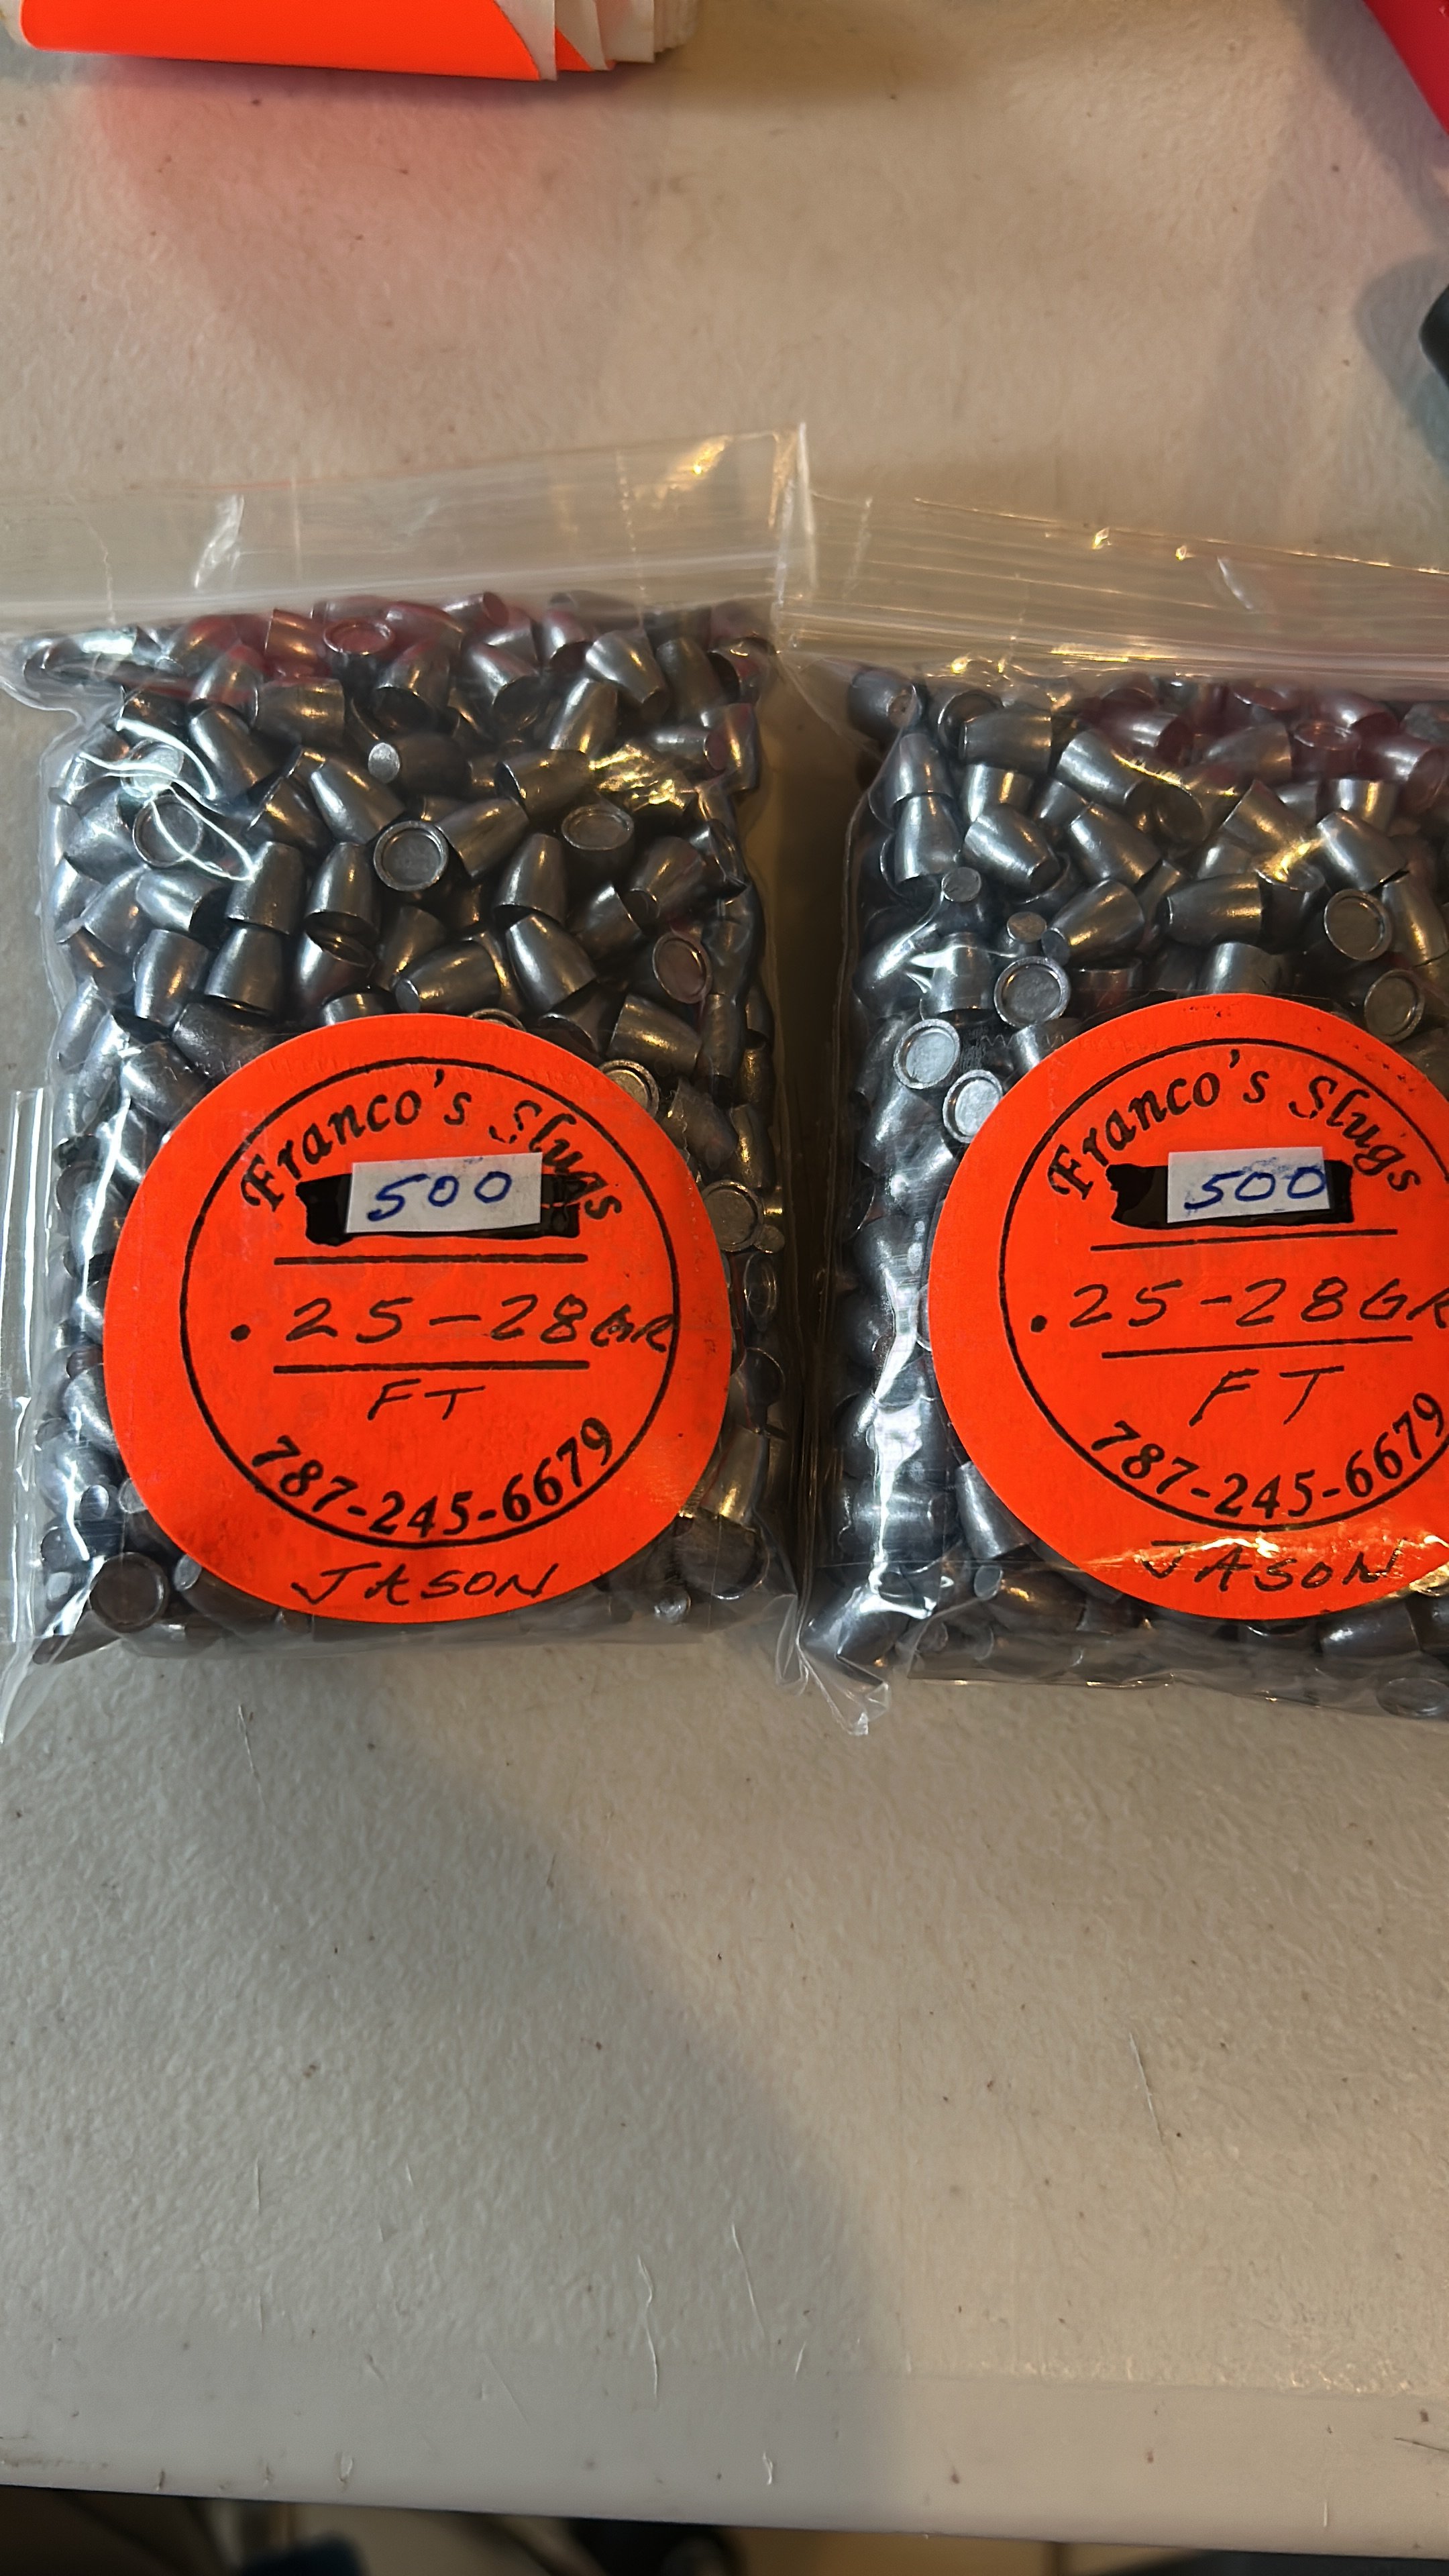 Franco's Slugs
500
.25-28GR
FT
787-245-6679
JASON
Franco's Slugs
500
.25-28GR
FT
787-245-6679
JASON